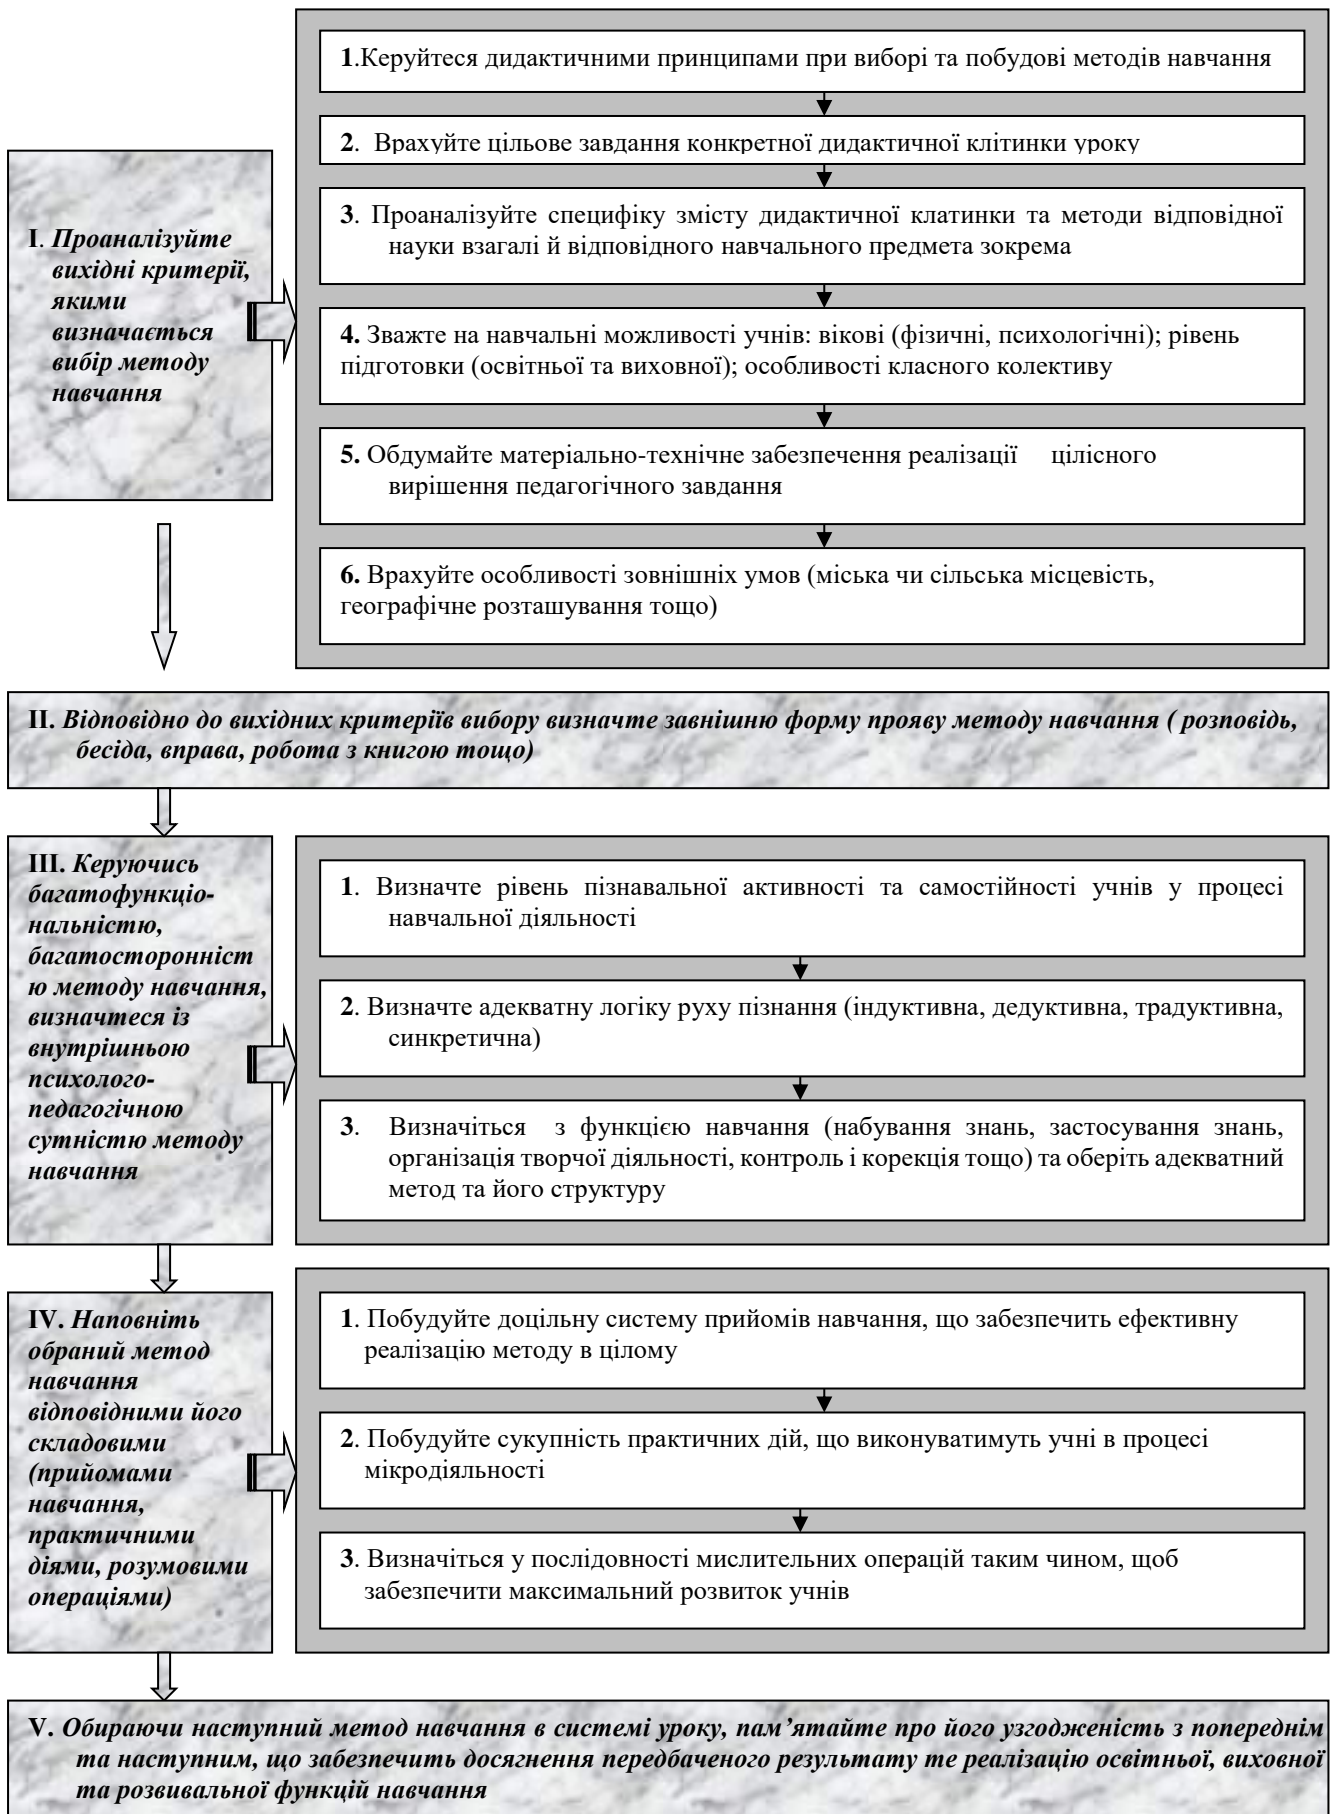 1.Керуйтеся дидактичними принципами при виборі та побудові методів навчання
2. Врахуйте цільове завдання конкретної дидактичної клітинки уроку
3. Проаналізуйте специфіку змісту дидактичної клатинки та методи відповідної
науки взагалі й відповідного навчального предмета зокрема
4. Зважте на навчальні можливості учнів: вікові (фізичні, психологічні); рівень
підготовки (освітньої та виховної); особливості класного колективу
5. Обдумайте матеріально-технічне забезпечення реалізації цілісного
вирішення педагогічного завдання
6. Врахуйте особливості зовнішніх умов (міська чи сільська місцевість,
географічне розташування тощо)
I. Проаналізуйте
вихідні критерії,
якими
визначається
вибір методу
навчання
II. Відповідно до вихідних критеріїв вибору визначте завнішню форму прояву методу навчання ( розповідь,
бесіда, вправа, робота з книгою тощо)
III. Керуючись
багатофункціо-
нальністю,
багатосторонніст
ю методу навчання,
визначтеся із
внутрішньою
психолого-
педагогічною
сутністю методу
навчання
1. Визначте рівень пізнавальної активності та самостійності учнів у процесі
навчальної діяльності
2. Визначте адекватну логіку руху пізнання (індуктивна, дедуктивна, традуктивна,
синкретична)
3. Визначіться з функцією навчання (набування знань, застосування знань,
організація творчої діяльності, контроль і корекція тощо) та оберіть адекватний
метод та його структуру
IV. Наповніть
обраний метод
навчання
відповідними його
складовими
(прийомами
навчання,
практичними
діями, розумовими
операціями)
1. Побудуйте доцільну систему прийомів навчання, що забезпечить ефективну
реалізацію методу в цілому
2. Побудуйте сукупність практичних дій, що виконуватимуть учні в процесі
мікродіяльності
3. Визначіться у послідовності мислительних операцій таким чином, щоб
забезпечити максимальний розвиток учнів
V. Обираючи наступний метод навчання в системі уроку, пам’ятайте про його узгодженість з попереднім
та наступним, що забезпечить досягнення передбаченого результату те реалізацію освітньої, виховної
та розвивальної функцій навчання